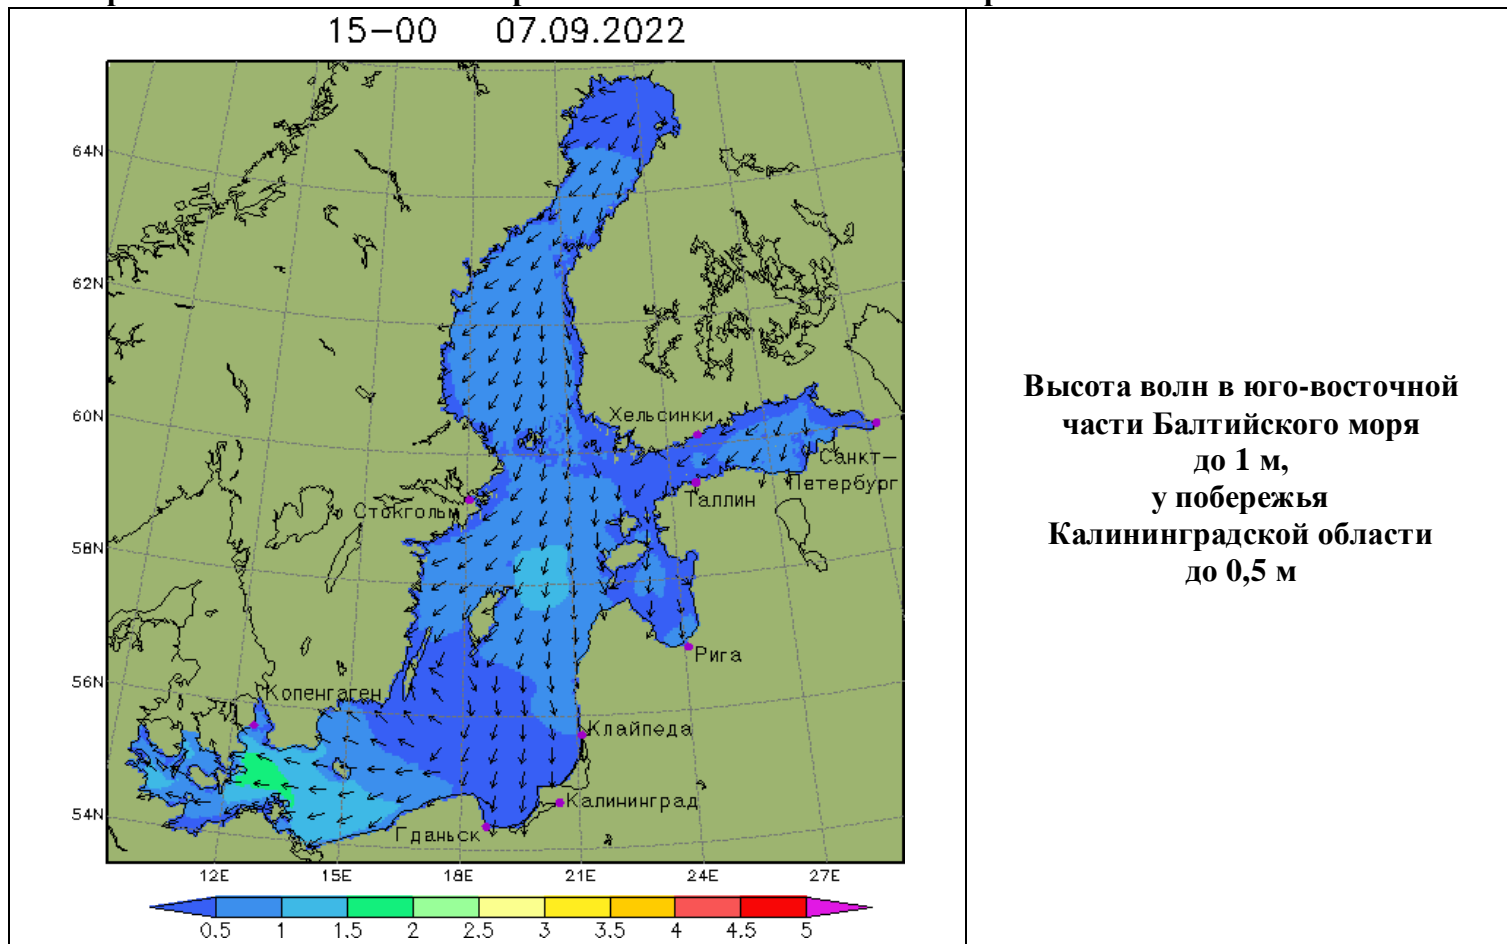 15-00 07.09.2022
64N
62N
60N
58N
56N
54N
Хельсинки
Санкт-
Петербург
Таллин
Стокгольм
Рига
Копенгаген
Клайпеда
Калининград
Гданьск
12E 15E 18E 21E 24E 27E
0.5 1 1.5 2 2.5 3 3.5 4 4.5 5
Высота волн в юго-восточной
части Балтийского моря
до 1 м,
у побережья
Калининградской области
до 0,5 м